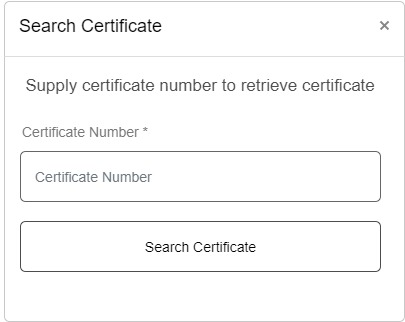 Search Certificate ×
Supply certificate number to retrieve certificate
Certificate Number *
Certificate Number
Search Certificate